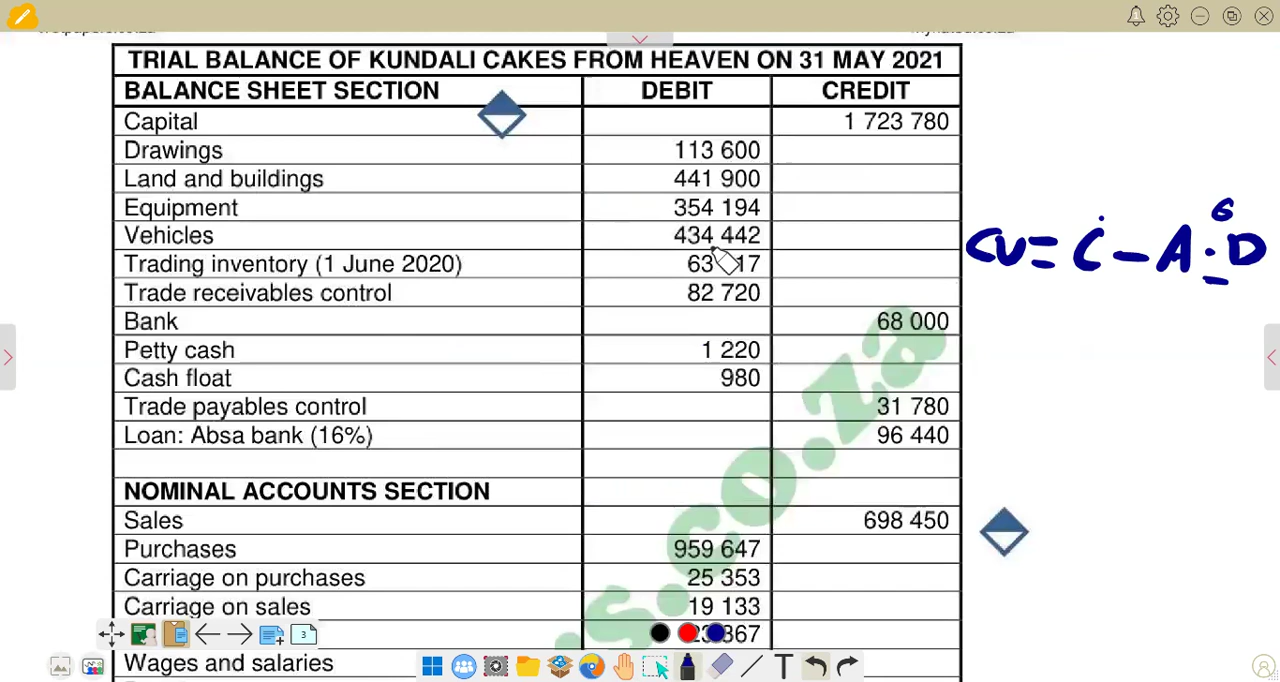 TRIAL BALANCE OF KUNDALI CAKES FROM HEAVEN ON 31 MAY 2021
BALANCE SHEET SECTION DEBIT CREDIT
Capital 1 723 780
Drawings 113 600
Land and buildings 441 900
Equipment 354 194
Vehicles 434 442
CV = C - A.D
6
Trading inventory (1 June 2020)
Trade receivables control 82 720
Bank 68 000
Petty cash 1 220
Cash float 980
Trade payables control 31 780
Loan: Absa bank (16%) 96 440
NOMINAL ACCOUNTS SECTION
Sales 698 450
Purchases 959 647
Carriage on purchases 25 353
Carriage on sales 19 133
3
Wages and salaries
T
s.co.za